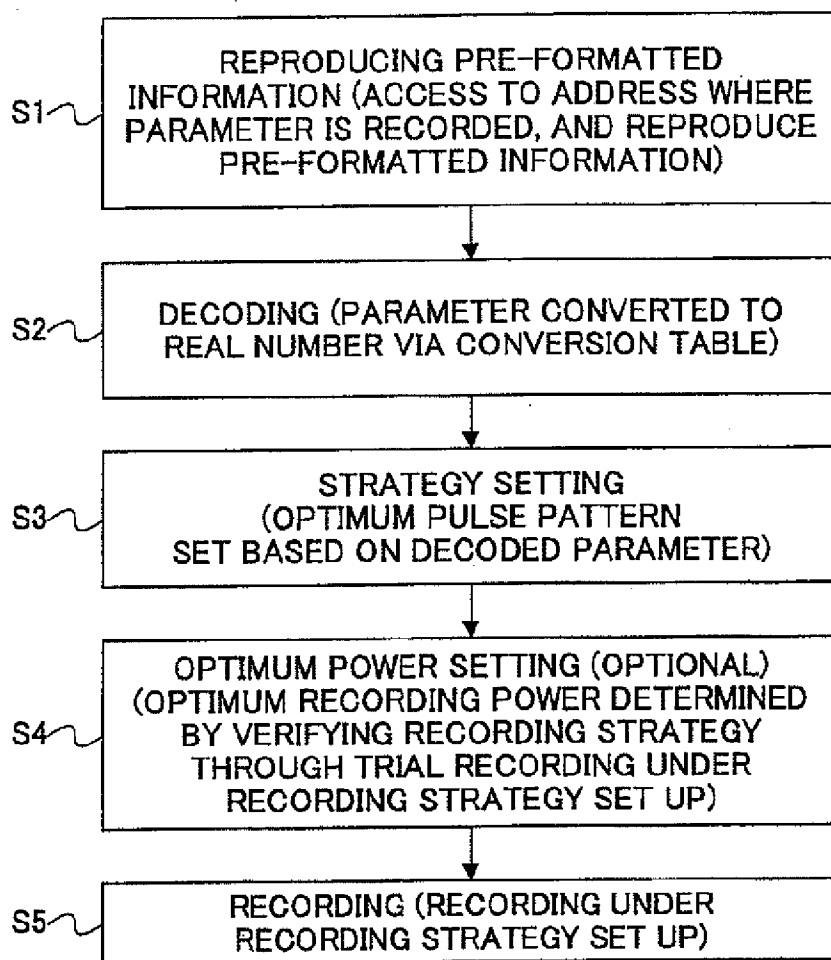 S1
REPRODUCING PRE-FORMATTED
INFORMATION (ACCESS TO ADDRESS WHERE
PARAMETER IS RECORDED, AND REPRODUCE
PRE-FORMATTED INFORMATION)
S2
DECODING (PARAMETER CONVERTED TO
REAL NUMBER VIA CONVERSION TABLE)
S3
STRATEGY SETTING
(OPTIMUM PULSE PATTERN
SET BASED ON DECODED PARAMETER)
S4
OPTIMUM POWER SETTING (OPTIONAL)
(OPTIMUM RECORDING POWER DETERMINED
BY VERIFYING RECORDING STRATEGY
THROUGH TRIAL RECORDING UNDER
RECORDING STRATEGY SET UP)
S5
RECORDING (RECORDING UNDER
RECORDING STRATEGY SET UP)